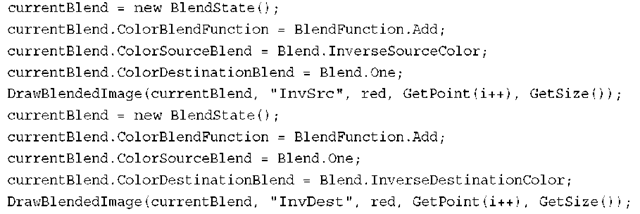 currentBlend = new BlendState();
currentBlend.ColorBlendFunction = BlendFunction.Add;
currentBlend.ColorSourceBlend = Blend.InverseSourceColor;
currentBlend.ColorDestinationBlend = Blend.One;
DrawBlendedImage(currentBlend, "InvSrc", red, GetPoint(i++), GetSize());
currentBlend = new BlendState();
currentBlend.ColorBlendFunction = BlendFunction.Add;
currentBlend.ColorSourceBlend = Blend.One;
currentBlend.ColorDestinationBlend = Blend.InverseDestinationColor;
DrawBlendedImage(currentBlend, "InvDest", red, GetPoint(i++), GetSize());